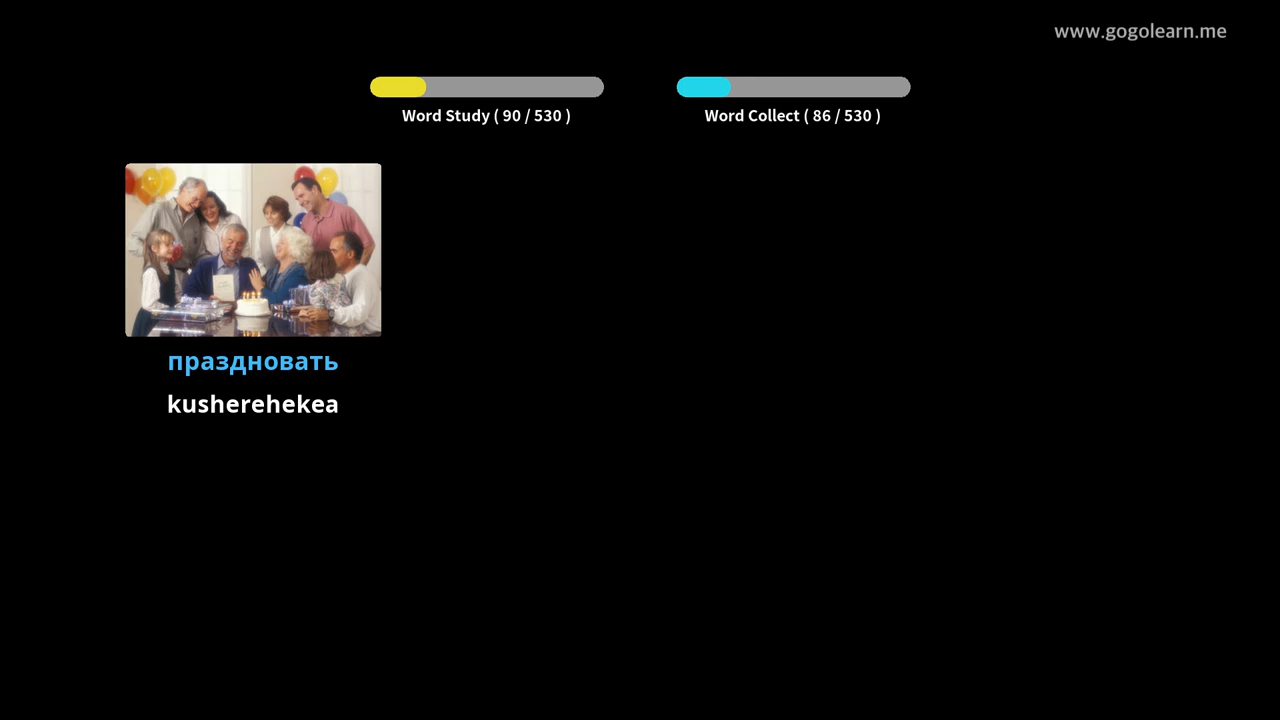 www.gogolearn.me
Word Study ( 90 / 530 )
Word Collect ( 86 / 530 )
праздновать
kusherehekea